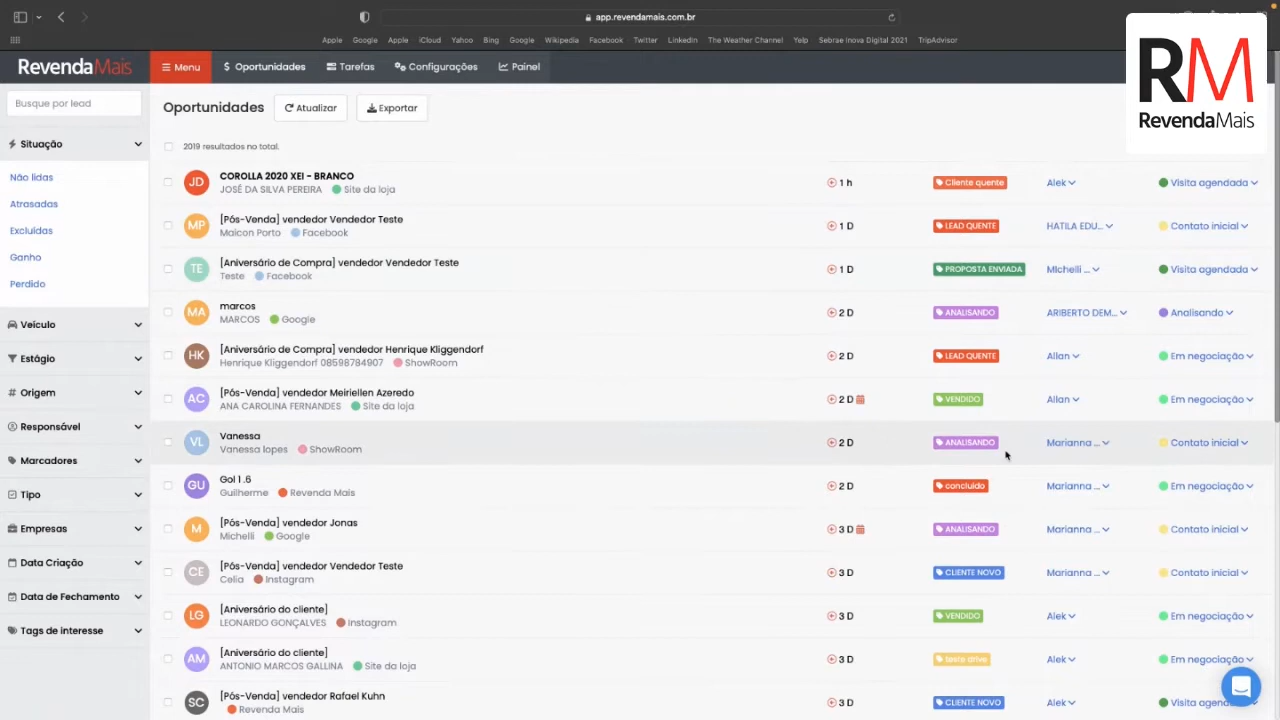 app.revendamais.com.br
Apple Google Apple iCloud Yahoo Bing Google Wikipedia Facebook Twitter LinkedIn The Weather Channel Yelp Sebrae Inova Digital 2021 TripAdvisor
RevendaMais Menu $ Oportunidades Tarefas Configurações Painel
RM
RevendaMais
Busque por lead
Oportunidades Atualizar Exportar
Situação
2019 resultados no total.
Não lidas
Atrasadas
Excluídas
Ganho
Perdido
Veículo
Estágio
# Origem
Responsável
Marcadores
Tipo
Empresas
Data Criação
Data de Fechamento
Tags de interesse
JD COROLLA 2020 XEI - BRANCO 1 h Cliente quente Alek Visita agendada
JOSÉ DA SILVA PEREIRA Site da loja
MP [Pós-Venda] vendedor Vendedor Teste 1 D LEAD QUENTE HATILA EDU... Contato inicial
Maicon Porto Facebook
TE [Aniversário de Compra] vendedor Vendedor Teste 1 D PROPOSTA ENVIADA Michelli ... Visita agendada
Teste Facebook
MA marcos 2 D ANALISANDO ARIBERTO DEM... Analisando
MARCOS Google
HK [Aniversário de Compra] vendedor Henrique Kliggendorf 2 D LEAD QUENTE Allan Em negociação
Henrique Kliggendorf 08598784907 ShowRoom
AC [Pós-Venda] vendedor Meiriellen Azeredo 2 D VENDIDO Allan Em negociação
ANA CAROLINA FERNANDES Site da loja
VL Vanessa 2 D ANALISANDO Marianna ... Contato inicial
Vanessa lopes ShowRoom
GU Gol 1 .6 2 D concluido Marianna ... Em negociação
Guilherme Revenda Mais
M [Pós-Venda] vendedor Jonas 3 D ANALISANDO Marianna ... Contato inicial
Michelli Google
CE [Pós-Venda] vendedor Vendedor Teste 3 D CLIENTE NOVO Marianna ... Contato inicial
Celia Instagram
LG [Aniversário do cliente] 3 D VENDIDO Alek Em negociação
LEONARDO GONÇALVES Instagram
AM [Aniversário do cliente] 3 D teste drive Alek Em negociação
ANTONIO MARCOS GALLINA Site da loja
SC [Pós-Venda] vendedor Rafael Kuhn 3 D CLIENTE NOVO Alek Visita agend
Revenda Mais